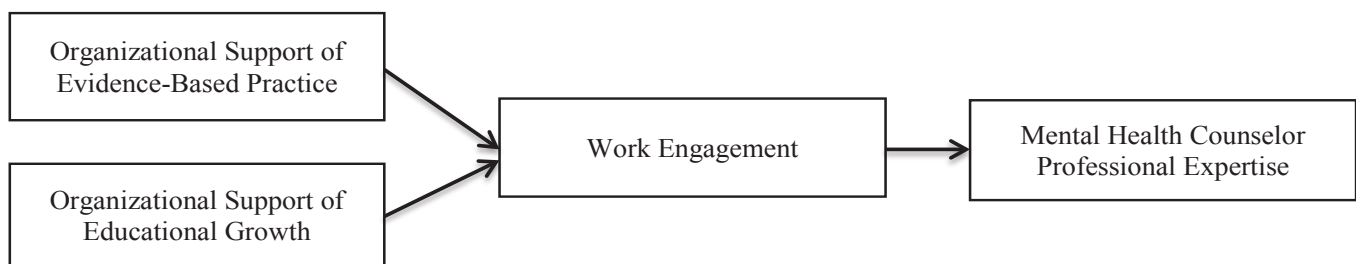 Organizational Support of
Evidence-Based Practice
Organizational Support of
Educational Growth
Work Engagement
Mental Health Counselor
Professional Expertise